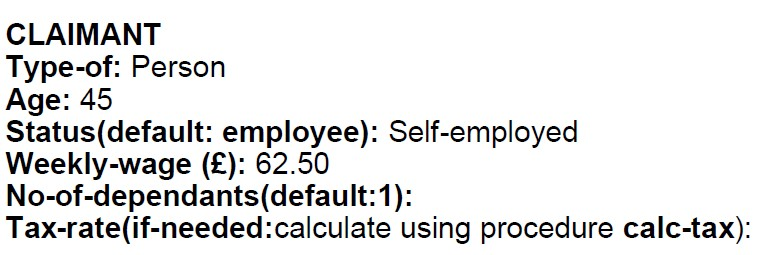 CLAIMANT
Type-of: Person
Age: 45
Status(default: employee): Self-employed
Weekly-wage (£): 62.50
No-of-dependants(default:1):
Tax-rate(if-needed:calculate using procedure calc-tax):